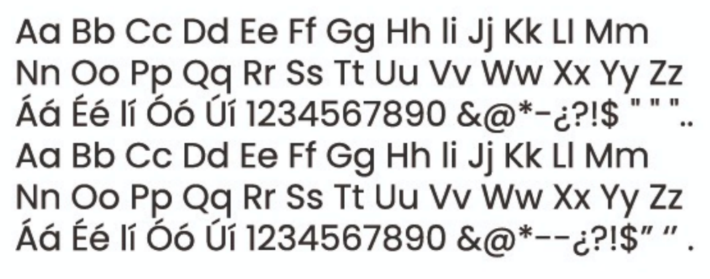 Aa Bb Cc Dd Ee Ff Gg Hh Ii Jj Kk Ll Mm
Nn Oo Pp Qq Rr Ss Tt Uu Vv Ww Xx Yy Zz
Áá Éé Ií Óó Úí 1234567890 &@*-¿?!$ " " "..
Aa Bb Cc Dd Ee Ff Gg Hh Ii Jj Kk Ll Mm
Nn Oo Pp Qq Rr Ss Tt Uu Vv Ww Xx Yy Zz
Áá Éé Ií Óó Úí 1234567890 &@*--¿?!$” “ .